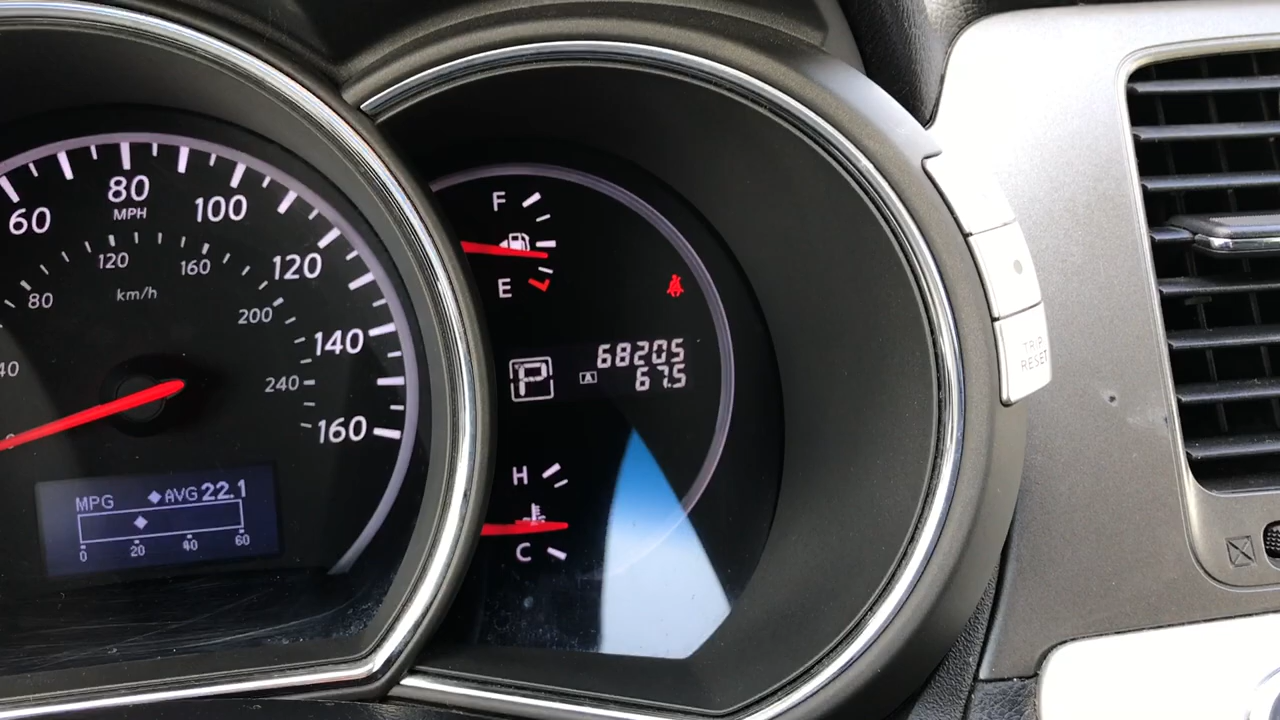 60
80
MPH
100
120
140
160
40
80
120
160
200
240
km/h
MPG ◆AVG 22.1
0 20 40 60
F
E
P
68205
A 67.5
H
C
TRIP
RESET